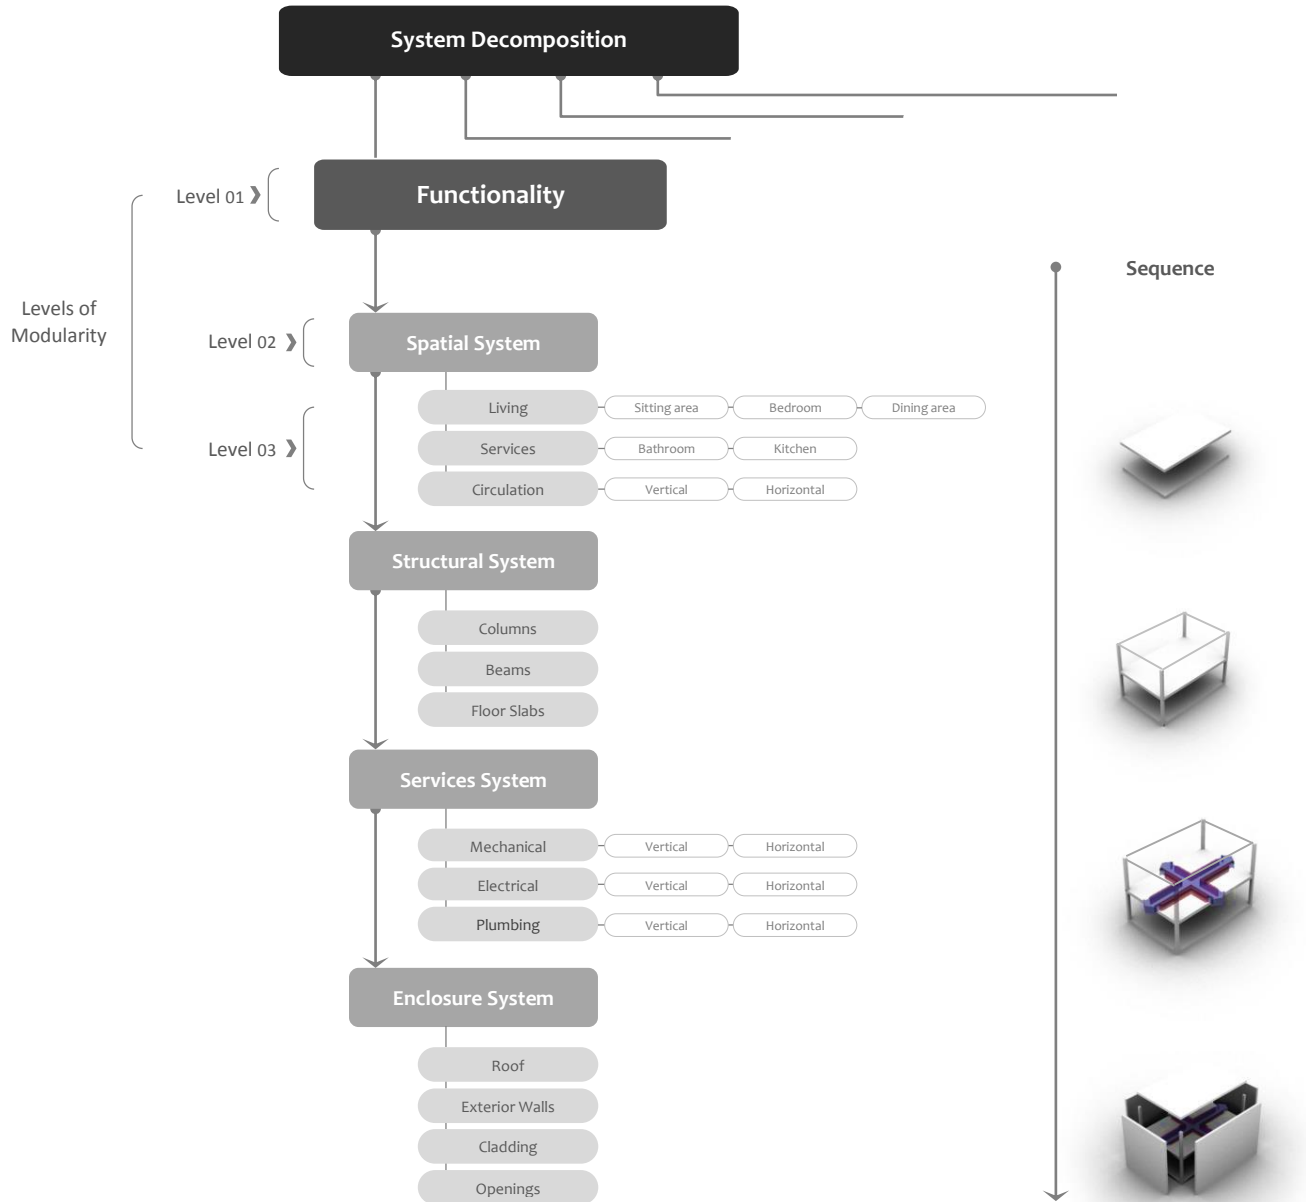 System Decomposition
Level 01
Functionality
Sequence
Levels of
Modularity
Level 02
Spatial System
Living
Sitting area
Bedroom
Dining area
Level 03
Services
Bathroom
Kitchen
Circulation
Vertical
Horizontal
Structural System
Columns
Beams
Floor Slabs
Services System
Mechanical
Vertical
Horizontal
Electrical
Vertical
Horizontal
Plumbing
Vertical
Horizontal
Enclosure System
Roof
Exterior Walls
Cladding
Openings